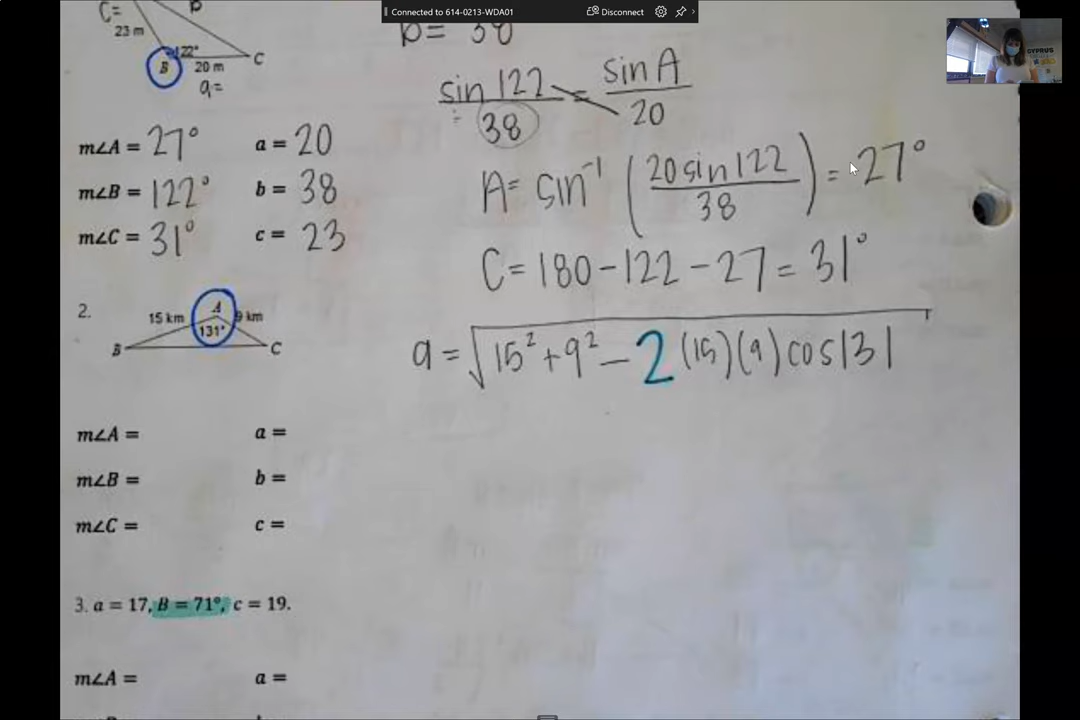 Connected to 614-0213-WDA01 Disconnect
C=
23 m
b
122°
B
20 m
C
a=
b = 38
sin 122 / 38 = sin A / 20
m∠A = 27° a = 20
m∠B = 122° b = 38
m∠C = 31° c = 23
A = sin⁻¹ (20 sin 122 / 38) = 27°
C = 180 - 122 - 27 = 31°
2.
15 km
A
9 km
131°
B
C
a = √15² + 9² - 2 (15)(9) cos 131
m∠A = a =
m∠B = b =
m∠C = c =
3. a = 17, B = 71°, c = 19.
m∠A = a =